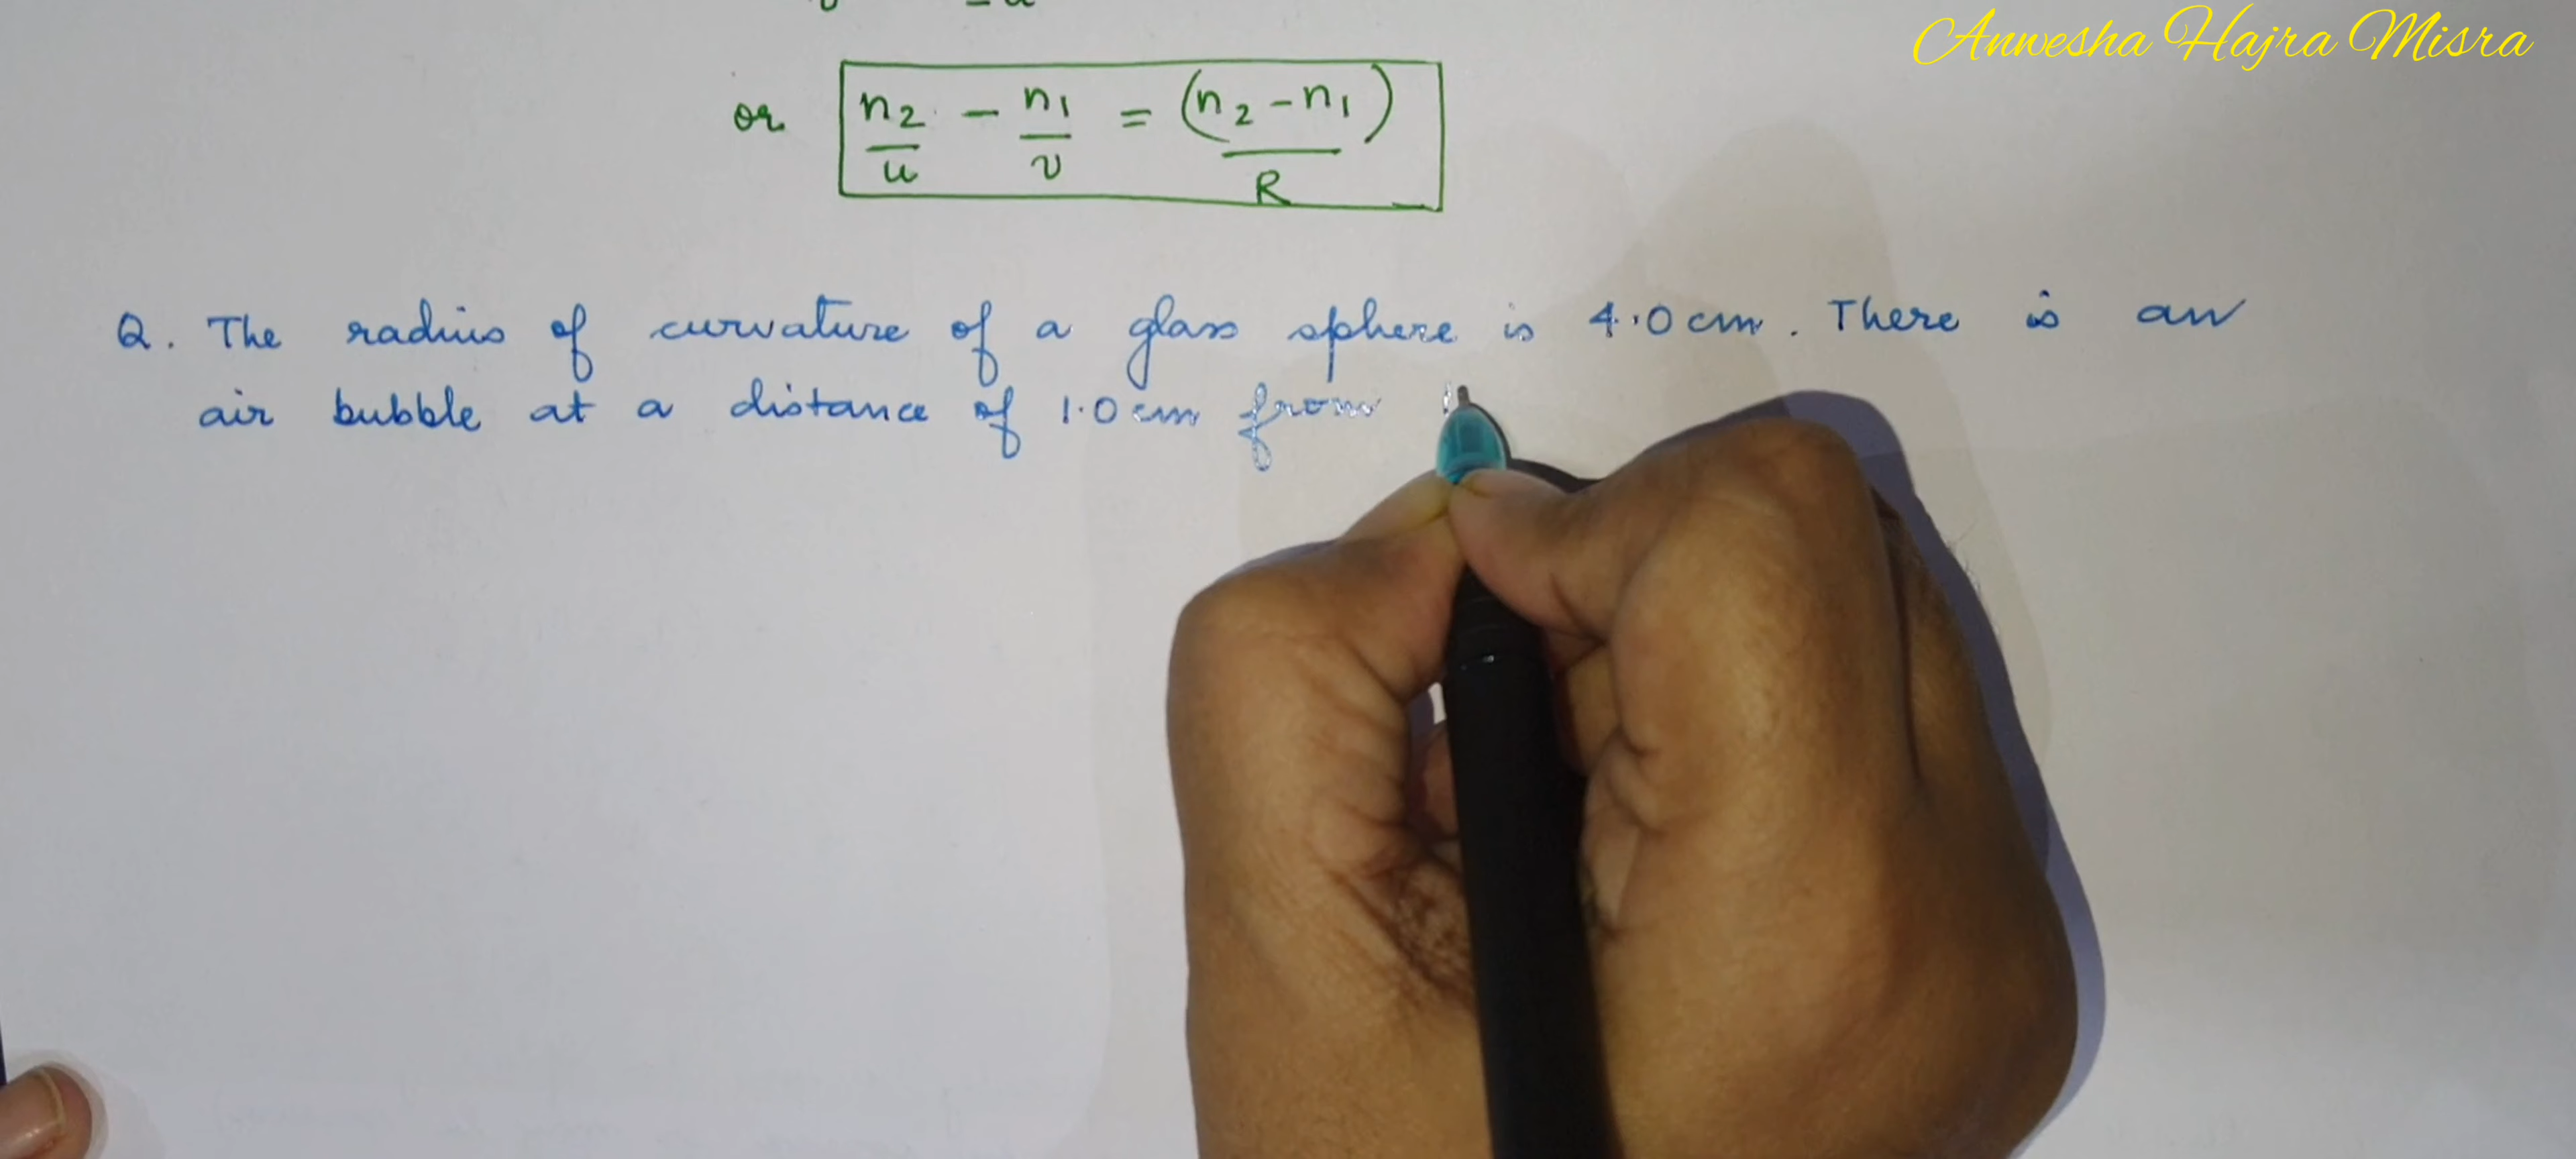 Anwesha Hajra Misra
or n2/u - n1/v = (n2-n1)/R
Q. The radius of curvature of a glass sphere is 4.0 cm. There is an
air bubble at a distance of 1.0 cm from